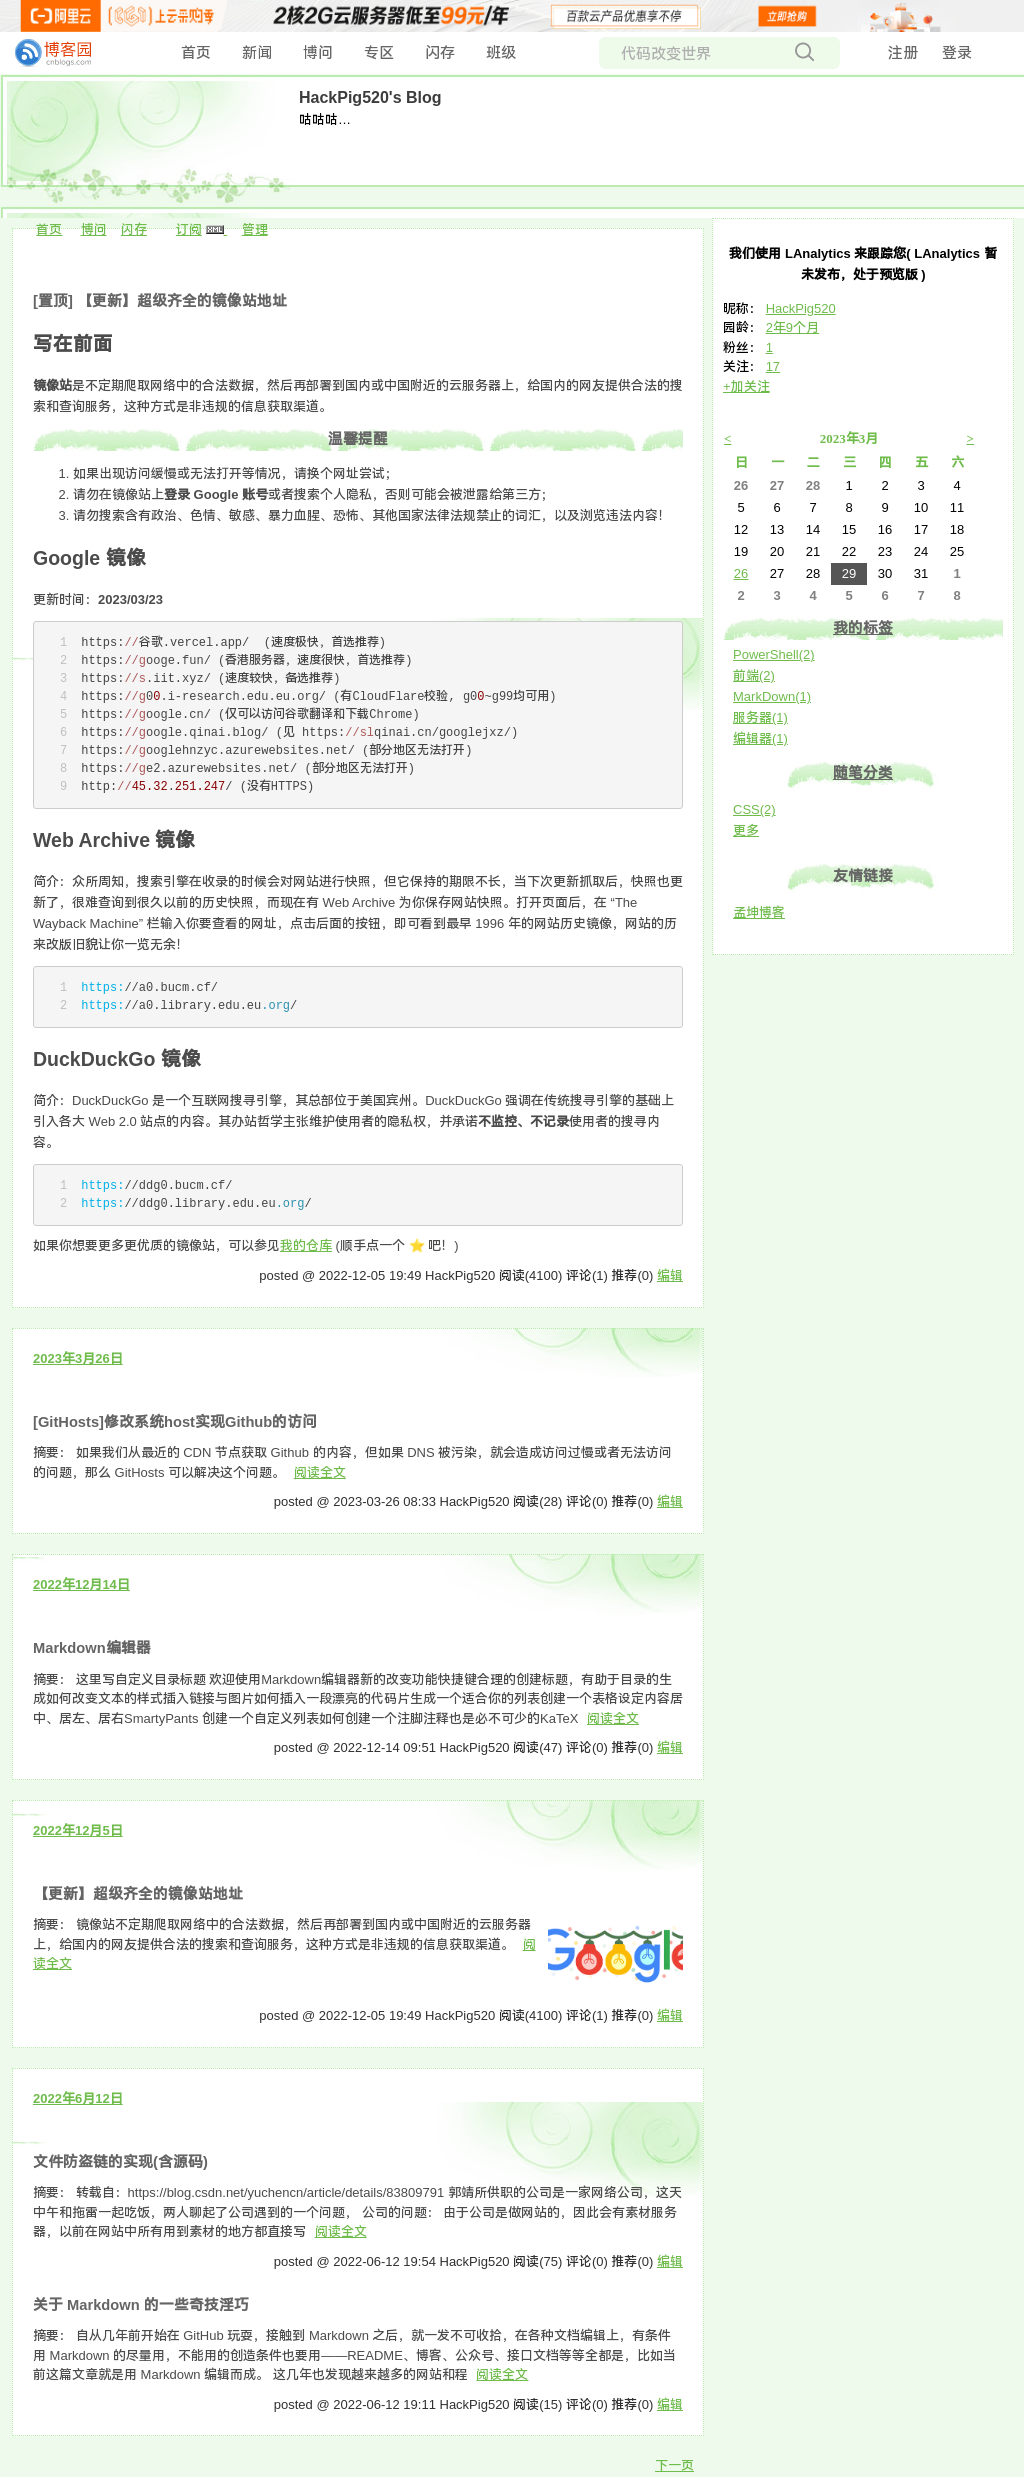 阿里云 上云采购季 2核2G云服务器低至99元/年 百款云产品优惠享不停 立即抢购
博客园 首页 新闻 博问 专区 闪存 班级 代码改变世界 注册 登录
cnblogs.com
HackPig520's Blog
咕咕咕…
首页 博问 闪存 订阅 XML 管理
[置顶] 【更新】超级齐全的镜像站地址
写在前面
镜像站是不定期爬取网络中的合法数据，然后再部署到国内或中国附近的云服务器上，给国内的网友提供合法的搜
索和查询服务，这种方式是非违规的信息获取渠道。
温馨提醒
1. 如果出现访问缓慢或无法打开等情况，请换个网址尝试；
2. 请勿在镜像站上登录 Google 账号或者搜索个人隐私，否则可能会被泄露给第三方；
3. 请勿搜索含有政治、色情、敏感、暴力血腥、恐怖、其他国家法律法规禁止的词汇，以及浏览违法内容！
Google 镜像
更新时间：2023/03/23
1 https://谷歌.vercel.app/ (速度极快，首选推荐)
2 https://googe.fun/ (香港服务器，速度很快，首选推荐)
3 https://s.iit.xyz/ (速度较快，备选推荐)
4 https://g00.i-research.edu.eu.org/ (有CloudFlare校验, g00~g99均可用)
5 https://google.cn/ (仅可以访问谷歌翻译和下载Chrome)
6 https://google.qinai.blog/ (见 https://slqinai.cn/googlejxz/)
7 https://googlehnzyc.azurewebsites.net/ (部分地区无法打开)
8 https://ge2.azurewebsites.net/ (部分地区无法打开)
9 http://45.32.251.247/ (没有HTTPS)
Web Archive 镜像
简介：众所周知，搜索引擎在收录的时候会对网站进行快照，但它保持的期限不长，当下次更新抓取后，快照也更
新了，很难查询到很久以前的历史快照，而现在有 Web Archive 为你保存网站快照。打开页面后，在 “The
Wayback Machine” 栏输入你要查看的网址，点击后面的按钮，即可看到最早 1996 年的网站历史镜像，网站的历
来改版旧貌让你一览无余！
1 https://a0.bucm.cf/
2 https://a0.library.edu.eu.org/
DuckDuckGo 镜像
简介：DuckDuckGo 是一个互联网搜寻引擎，其总部位于美国宾州。DuckDuckGo 强调在传统搜寻引擎的基础上
引入各大 Web 2.0 站点的内容。其办站哲学主张维护使用者的隐私权，并承诺不监控、不记录使用者的搜寻内
容。
1 https://ddg0.bucm.cf/
2 https://ddg0.library.edu.eu.org/
如果你想要更多更优质的镜像站，可以参见我的仓库 (顺手点一个 ⭐ 吧！)
posted @ 2022-12-05 19:49 HackPig520 阅读(4100) 评论(1) 推荐(0) 编辑
2023年3月26日
[GitHosts]修改系统host实现Github的访问
摘要： 如果我们从最近的 CDN 节点获取 Github 的内容，但如果 DNS 被污染，就会造成访问过慢或者无法访问
的问题，那么 GitHosts 可以解决这个问题。 阅读全文
posted @ 2023-03-26 08:33 HackPig520 阅读(28) 评论(0) 推荐(0) 编辑
2022年12月14日
Markdown编辑器
摘要： 这里写自定义目录标题 欢迎使用Markdown编辑器新的改变功能快捷键合理的创建标题，有助于目录的生
成如何改变文本的样式插入链接与图片如何插入一段漂亮的代码片生成一个适合你的列表创建一个表格设定内容居
中、居左、居右SmartyPants 创建一个自定义列表如何创建一个注脚注释也是必不可少的KaTeX 阅读全文
posted @ 2022-12-14 09:51 HackPig520 阅读(47) 评论(0) 推荐(0) 编辑
2022年12月5日
【更新】超级齐全的镜像站地址
摘要： 镜像站不定期爬取网络中的合法数据，然后再部署到国内或中国附近的云服务器
上，给国内的网友提供合法的搜索和查询服务，这种方式是非违规的信息获取渠道。 阅
读全文
Google
posted @ 2022-12-05 19:49 HackPig520 阅读(4100) 评论(1) 推荐(0) 编辑
2022年6月12日
文件防盗链的实现(含源码)
摘要： 转载自：https://blog.csdn.net/yuchencn/article/details/83809791 郭靖所供职的公司是一家网络公司，这天
中午和拖雷一起吃饭，两人聊起了公司遇到的一个问题， 公司的问题： 由于公司是做网站的，因此会有素材服务
器，以前在网站中所有用到素材的地方都直接写 阅读全文
posted @ 2022-06-12 19:54 HackPig520 阅读(75) 评论(0) 推荐(0) 编辑
关于 Markdown 的一些奇技淫巧
摘要： 自从几年前开始在 GitHub 玩耍，接触到 Markdown 之后，就一发不可收拾，在各种文档编辑上，有条件
用 Markdown 的尽量用，不能用的创造条件也要用——README、博客、公众号、接口文档等等全都是，比如当
前这篇文章就是用 Markdown 编辑而成。 这几年也发现越来越多的网站和程 阅读全文
posted @ 2022-06-12 19:11 HackPig520 阅读(15) 评论(0) 推荐(0) 编辑
下一页
我们使用 LAnalytics 来跟踪您( LAnalytics 暂
未发布，处于预览版 )
昵称： HackPig520
园龄： 2年9个月
粉丝： 1
关注： 17
+加关注
< 2023年3月 >
日 一 二 三 四 五 六
26 27 28 1 2 3 4
5 6 7 8 9 10 11
12 13 14 15 16 17 18
19 20 21 22 23 24 25
26 27 28 29 30 31 1
2 3 4 5 6 7 8
我的标签
PowerShell(2)
前端(2)
MarkDown(1)
服务器(1)
编辑器(1)
随笔分类
CSS(2)
更多
友情链接
孟坤博客